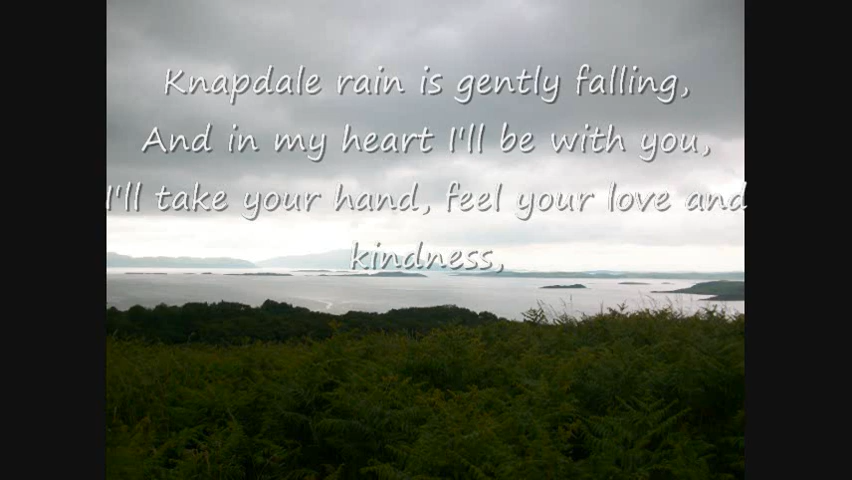 Knapdale rain is gently falling,
And in my heart I'll be with you,
I'll take your hand, feel your love and
kindness,